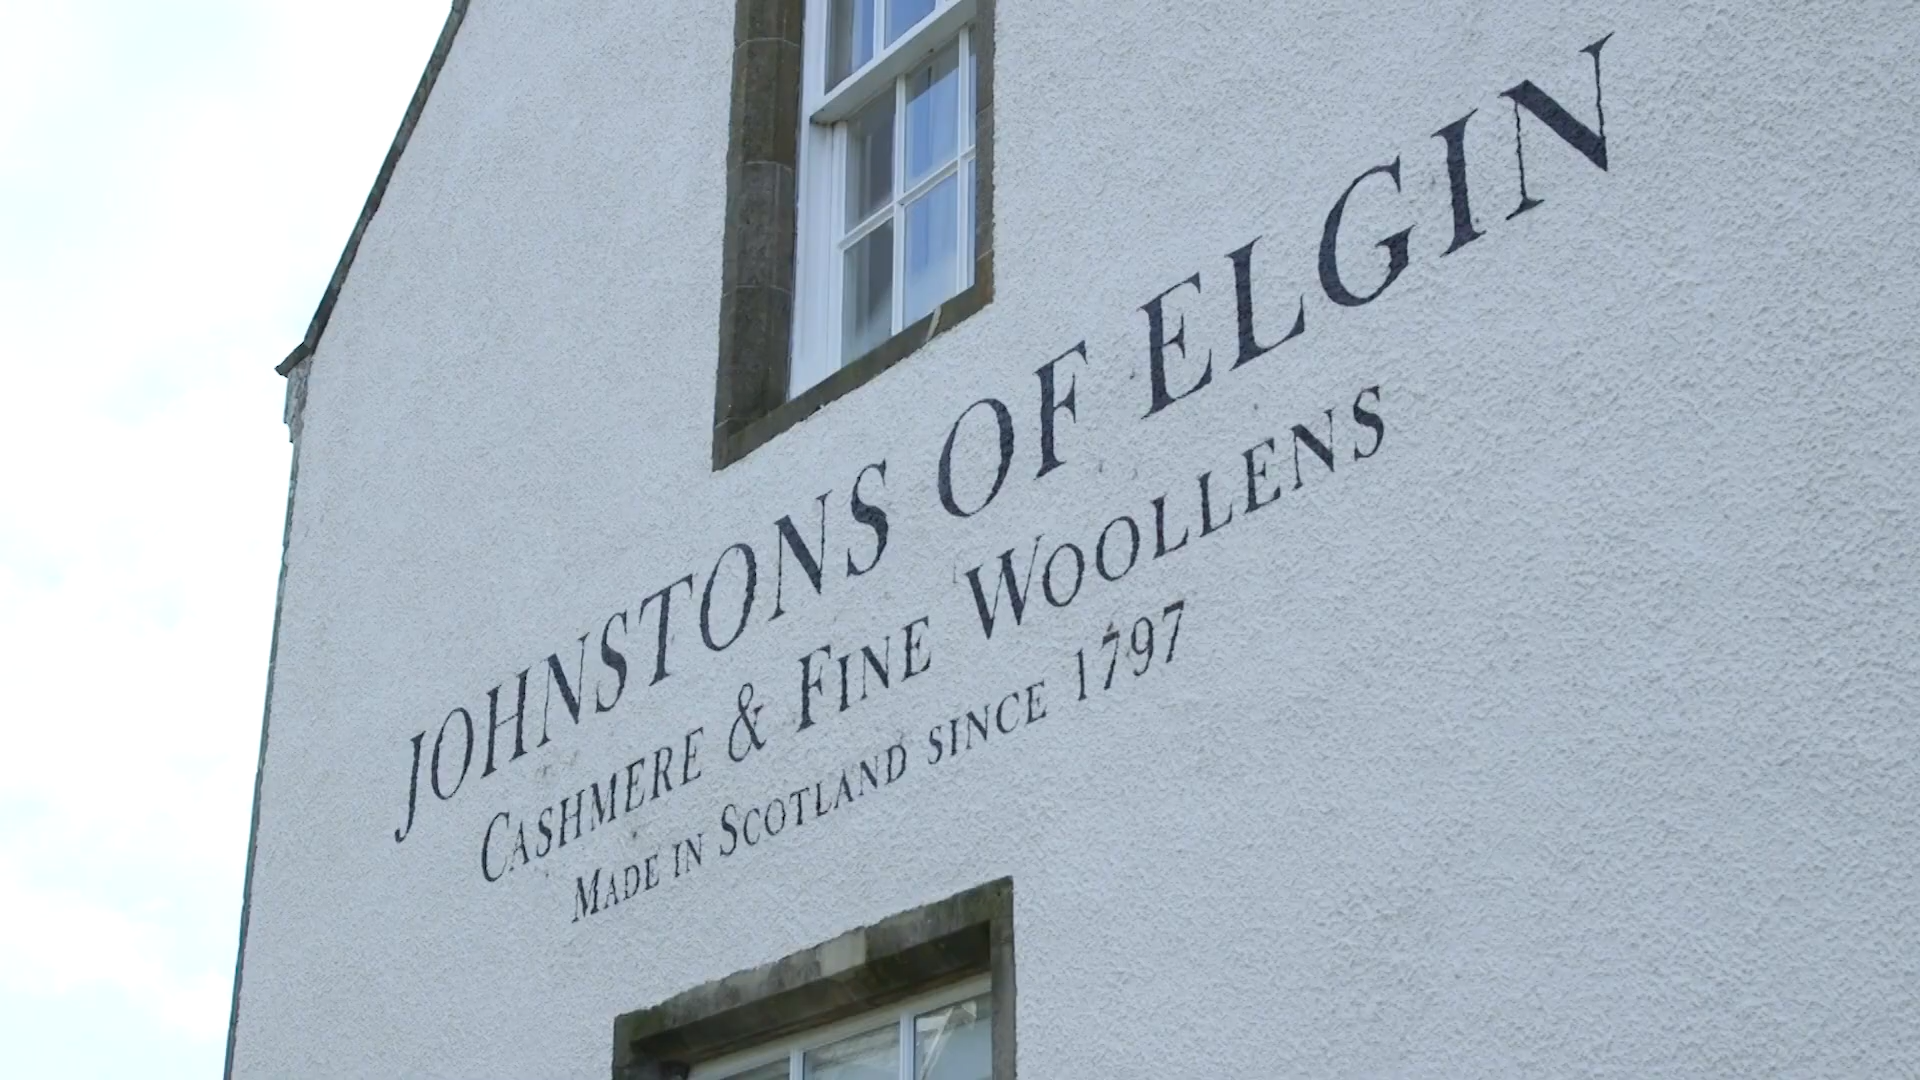 JOHNSTONS OF ELGIN
CASHMERE & FINE WOOLLENS
MADE IN SCOTLAND SINCE 1797